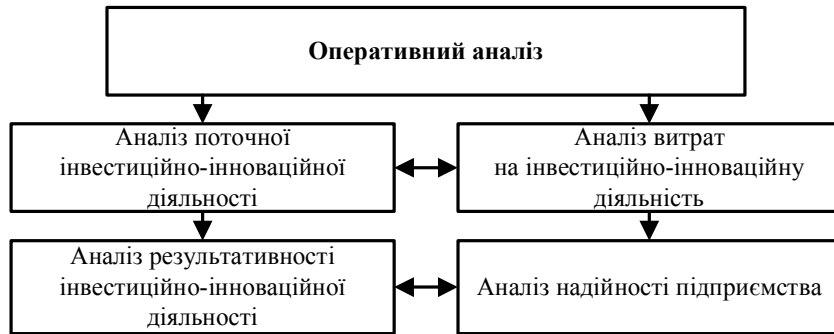 Оперативний аналіз
Аналіз поточної
інвестиційно-інноваційної
діяльності
Аналіз витрат
на інвестиційно-інноваційну
діяльність
Аналіз результативності
інвестиційно-інноваційної
діяльності
Аналіз надійності підприємства